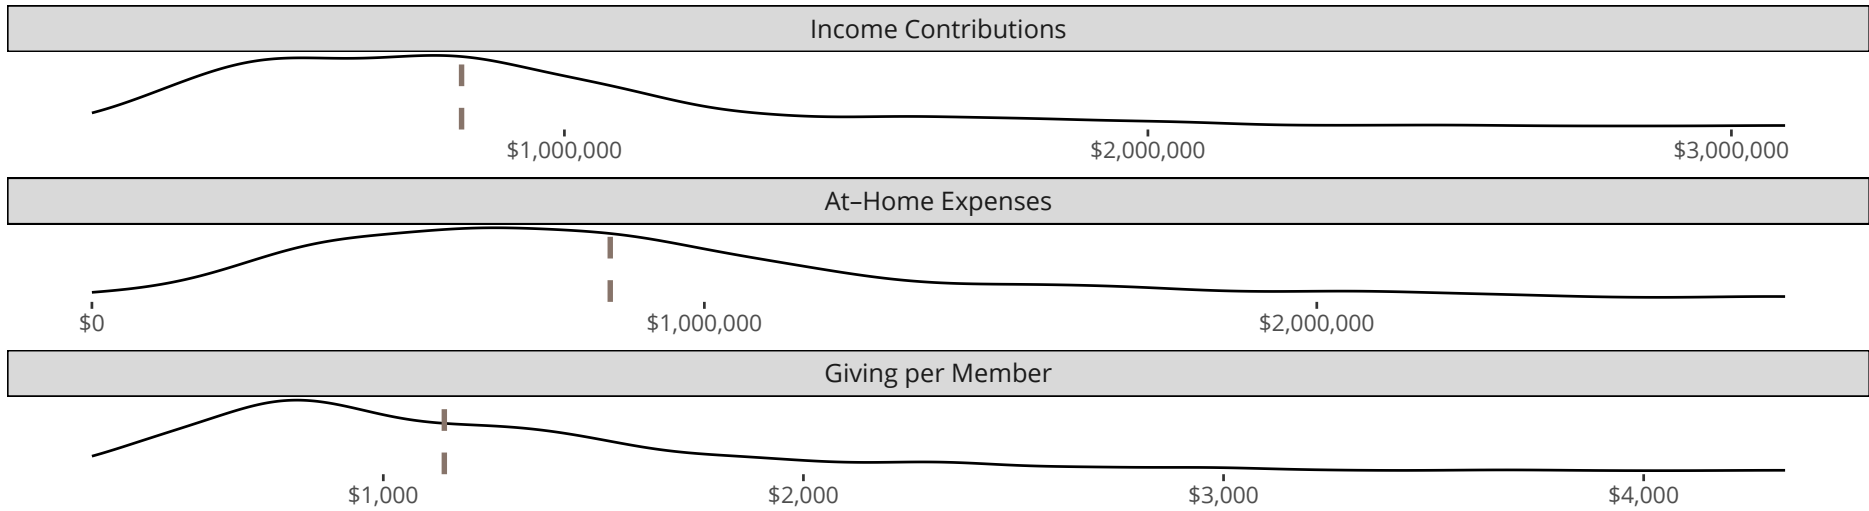 Income Contributions
$1,000,000 $2,000,000 $3,000,000
At–Home Expenses
$0 $1,000,000 $2,000,000
Giving per Member
$1,000 $2,000 $3,000 $4,000